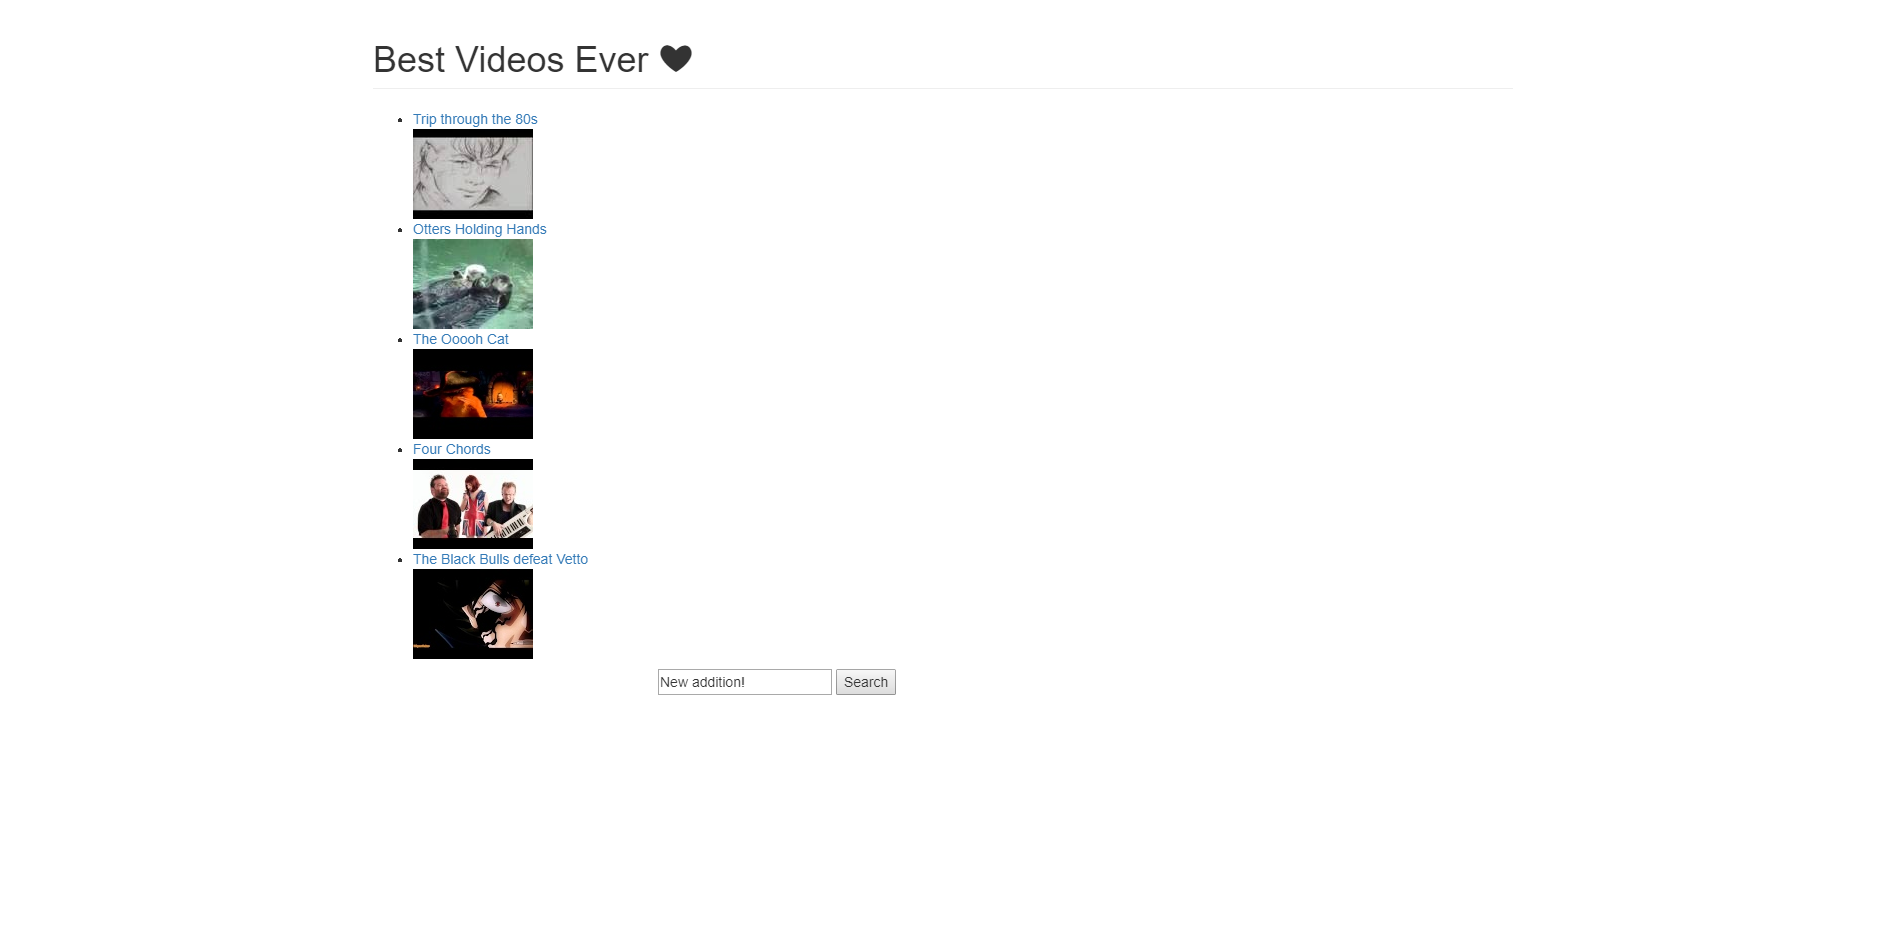 Best Videos Ever
Trip through the 80s
Otters Holding Hands
The Ooooh Cat
Four Chords
The Black Bulls defeat Vetto
New addition! Search